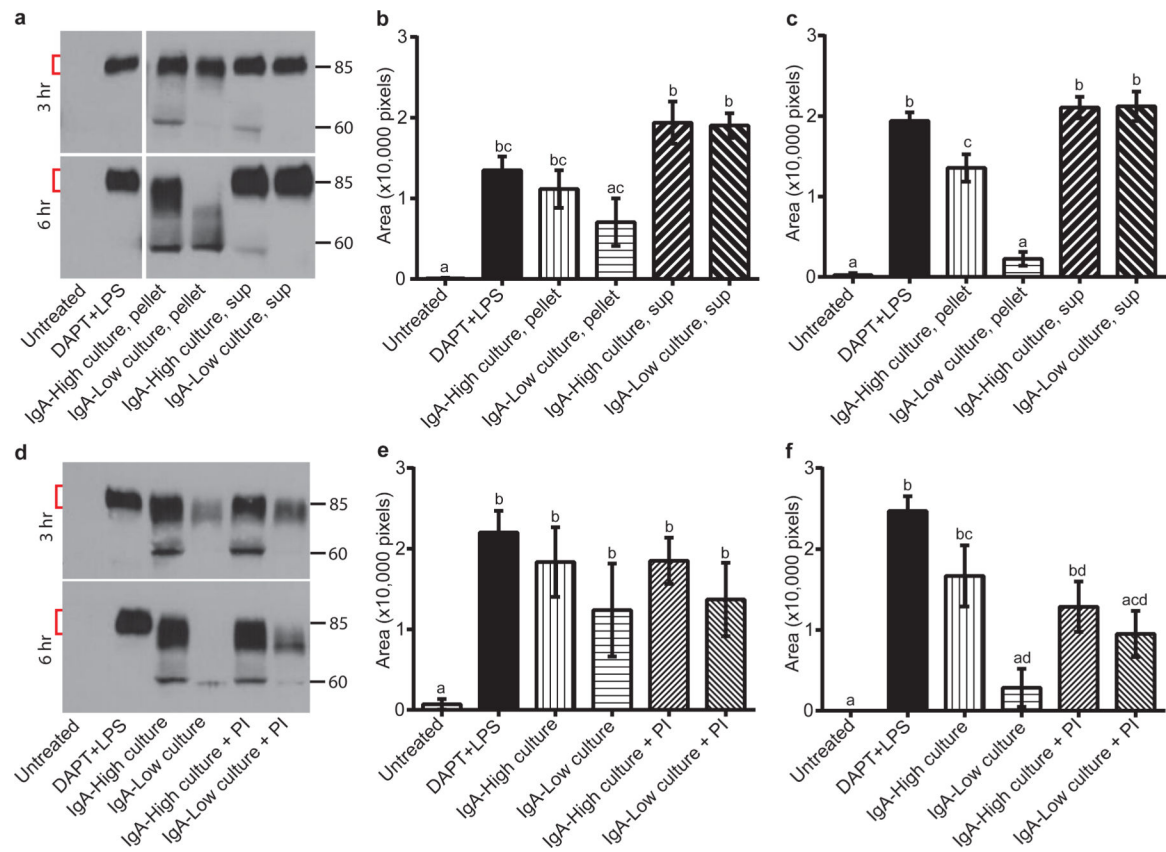 a
3 hr
85
60
6 hr
85
60
Untreated
DAPT+LPS
IgA-High culture, pellet
IgA-Low culture, pellet
IgA-High culture, sup
IgA-Low culture, sup
b
Area (x10,000 pixels)
3
2
1
0
a
bc
bc
ac
b
b
Untreated
DAPT+LPS
IgA-High culture, pellet
IgA-Low culture, pellet
IgA-High culture, sup
IgA-Low culture, sup
c
Area (x10,000 pixels)
3
2
1
0
a
b
c
a
b
b
Untreated
DAPT+LPS
IgA-High culture, pellet
IgA-Low culture, pellet
IgA-High culture, sup
IgA-Low culture, sup
d
3 hr
85
60
6 hr
85
60
Untreated
DAPT+LPS
IgA-High culture
IgA-Low culture
IgA-High culture + PI
IgA-Low culture + PI
e
Area (x10,000 pixels)
3
2
1
0
a
b
b
b
b
b
Untreated
DAPT+LPS
IgA-High culture
IgA-Low culture
IgA-High culture + PI
IgA-Low culture + PI
f
Area (x10,000 pixels)
3
2
1
0
a
b
bc
ad
bd
acd
Untreated
DAPT+LPS
IgA-High culture
IgA-Low culture
IgA-High culture + PI
IgA-Low culture + PI